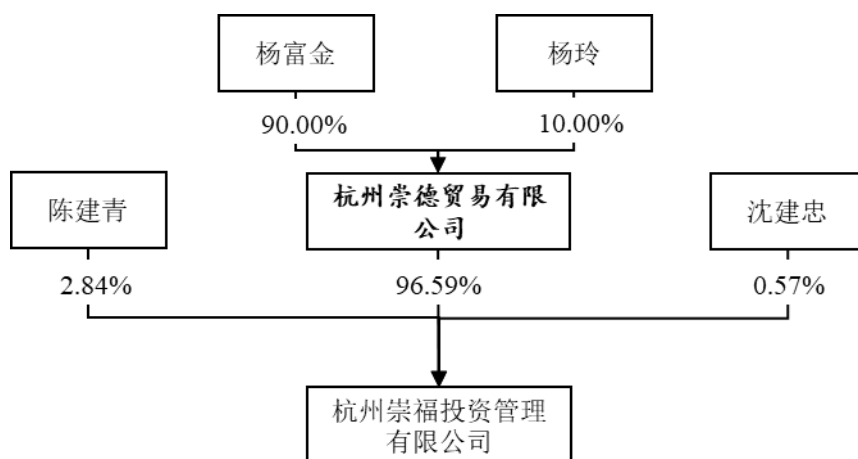 杨富金
杨玲
90.00%
10.00%
陈建青
杭州崇德贸易有限
公司
沈建忠
2.84%
96.59%
0.57%
杭州崇福投资管理
有限公司